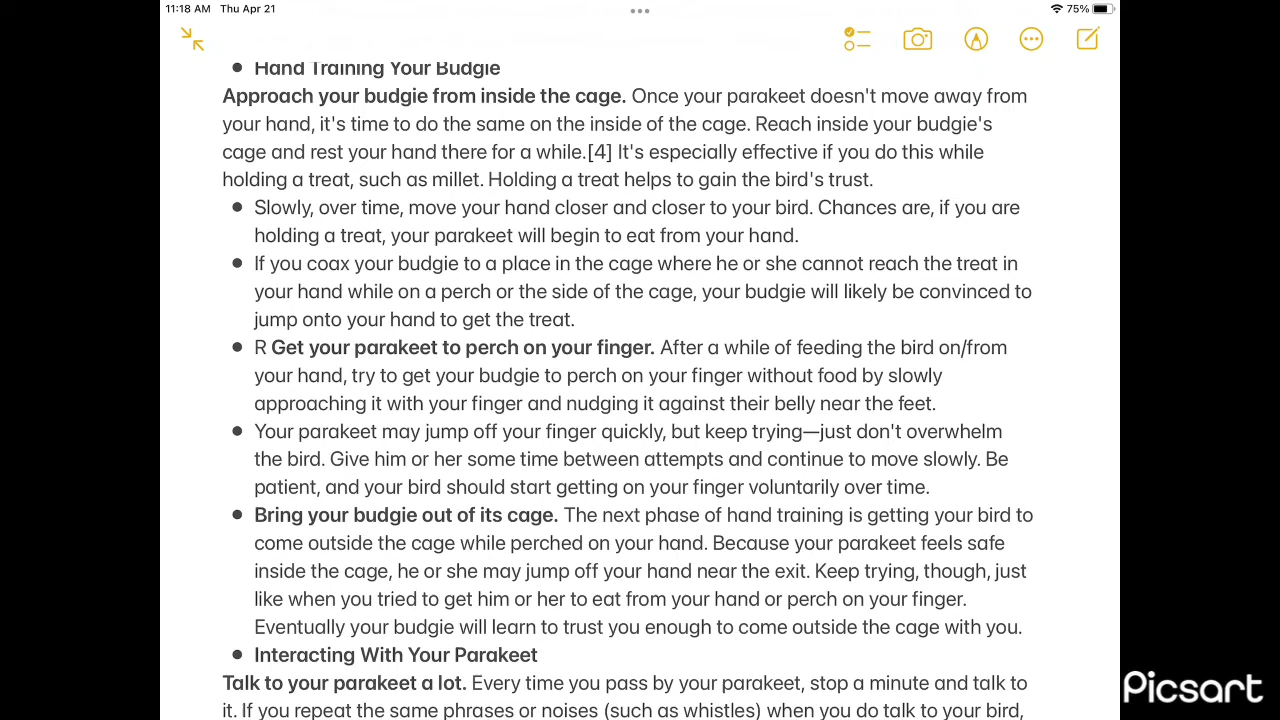 11:18 AM Thu Apr 21
75%
• Hand Training Your Budgie
Approach your budgie from inside the cage. Once your parakeet doesn't move away from
your hand, it's time to do the same on the inside of the cage. Reach inside your budgie's
cage and rest your hand there for a while.[4] It's especially effective if you do this while
holding a treat, such as millet. Holding a treat helps to gain the bird's trust.
• Slowly, over time, move your hand closer and closer to your bird. Chances are, if you are
holding a treat, your parakeet will begin to eat from your hand.
• If you coax your budgie to a place in the cage where he or she cannot reach the treat in
your hand while on a perch or the side of the cage, your budgie will likely be convinced to
jump onto your hand to get the treat.
• R Get your parakeet to perch on your finger. After a while of feeding the bird on/from
your hand, try to get your budgie to perch on your finger without food by slowly
approaching it with your finger and nudging it against their belly near the feet.
• Your parakeet may jump off your finger quickly, but keep trying—just don't overwhelm
the bird. Give him or her some time between attempts and continue to move slowly. Be
patient, and your bird should start getting on your finger voluntarily over time.
• Bring your budgie out of its cage. The next phase of hand training is getting your bird to
come outside the cage while perched on your hand. Because your parakeet feels safe
inside the cage, he or she may jump off your hand near the exit. Keep trying, though, just
like when you tried to get him or her to eat from your hand or perch on your finger.
Eventually your budgie will learn to trust you enough to come outside the cage with you.
• Interacting With Your Parakeet
Talk to your parakeet a lot. Every time you pass by your parakeet, stop a minute and talk to
it. If you repeat the same phrases or noises (such as whistles) when you do talk to your bird,
Picsart